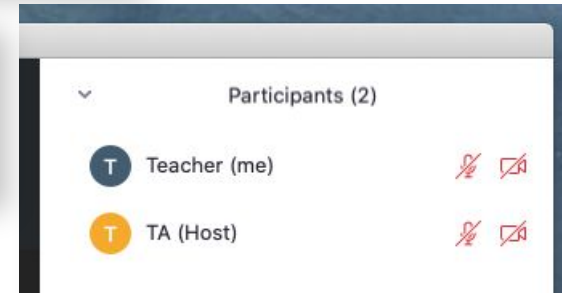 Participants (2)
T Teacher (me)
T TA (Host)